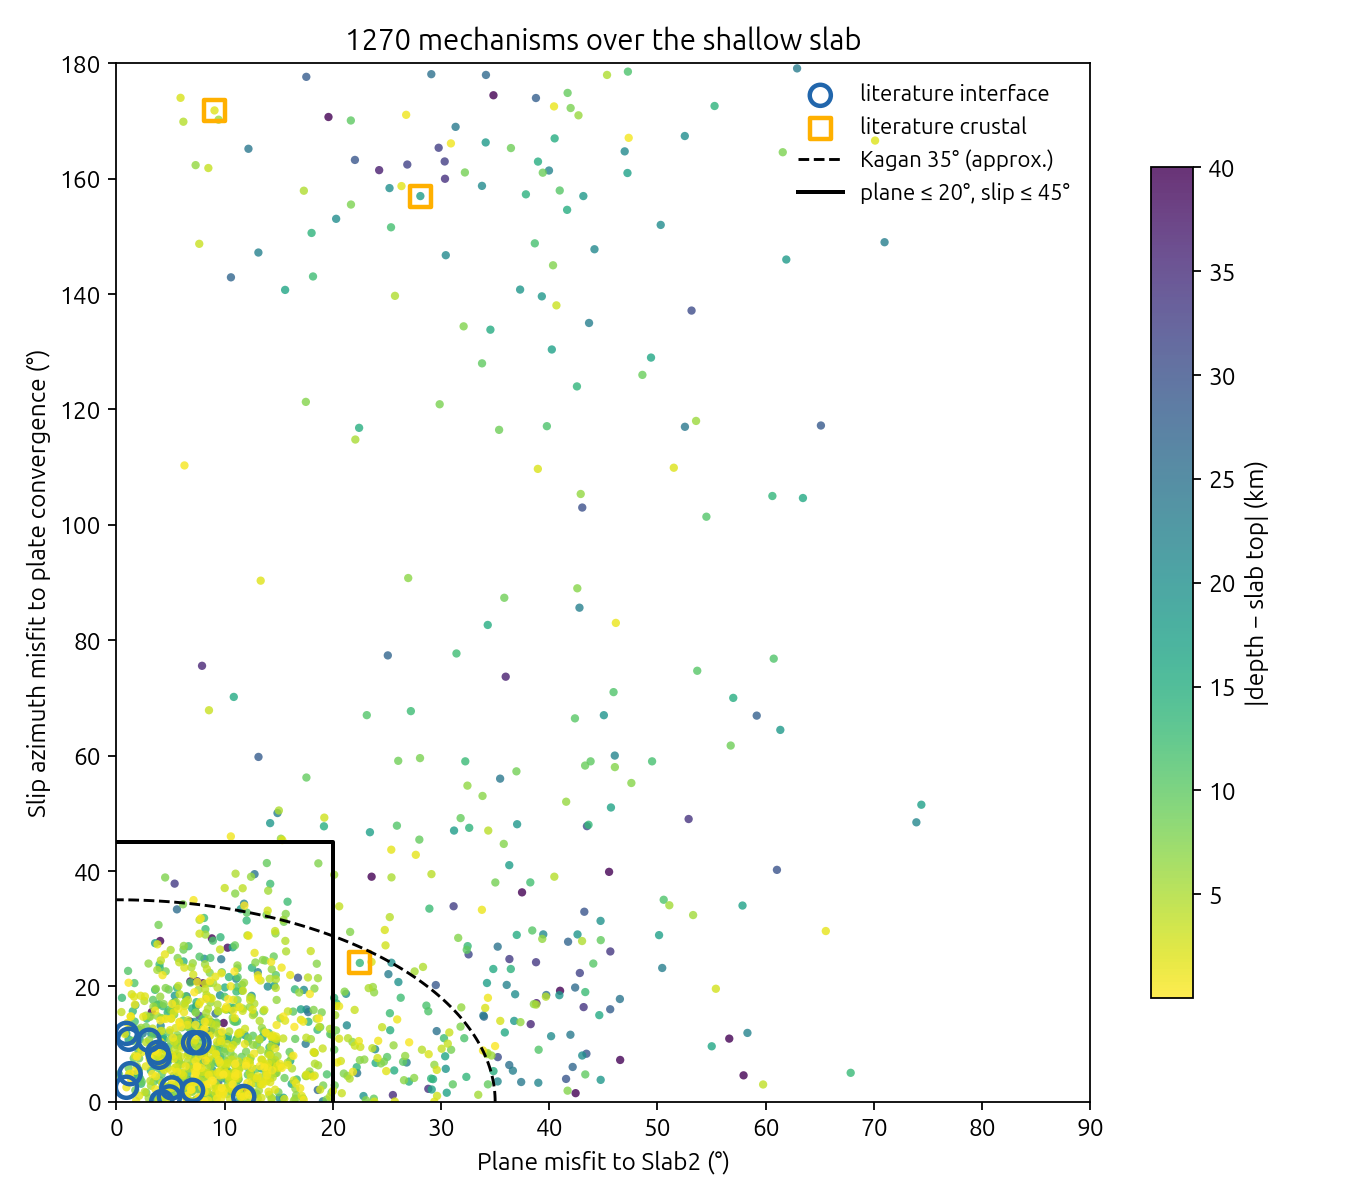 1270 mechanisms over the shallow slab
literature interface
literature crustal
Kagan 35° (approx.)
plane ≤ 20°, slip ≤ 45°
Slip azimuth misfit to plate convergence (°)
180
160
140
120
100
80
60
40
20
0
0 10 20 30 40 50 60 70 80 90
Plane misfit to Slab2 (°)
40
35
30
25
20
15
10
5
|depth − slab top| (km)